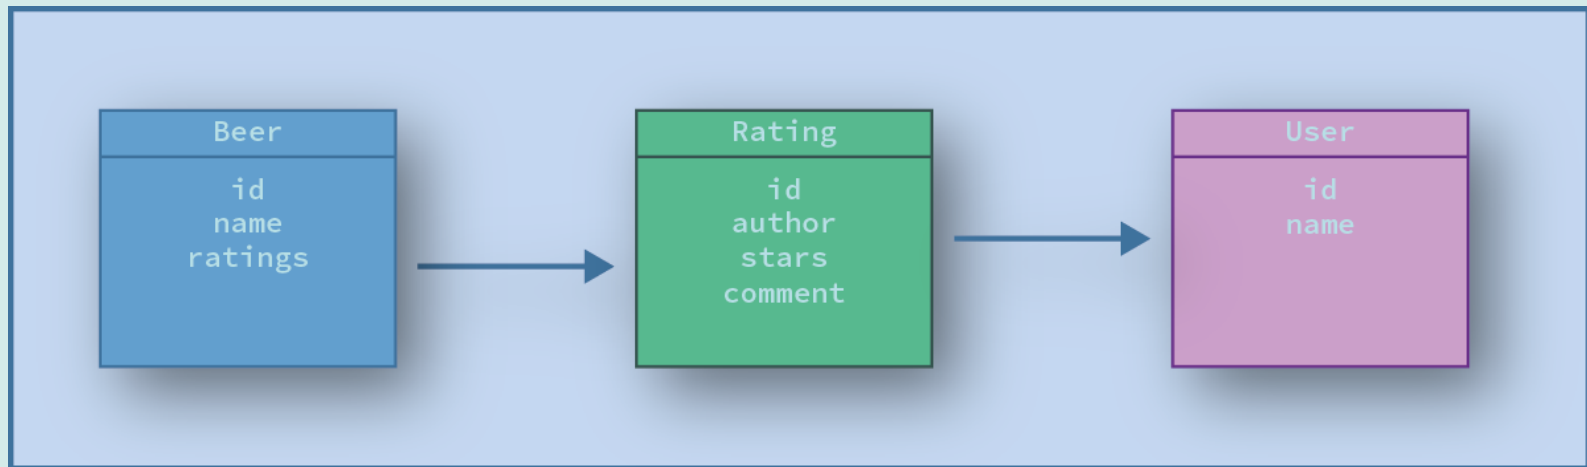 Beer
id
name
ratings
Rating
id
author
stars
comment
User
id
name